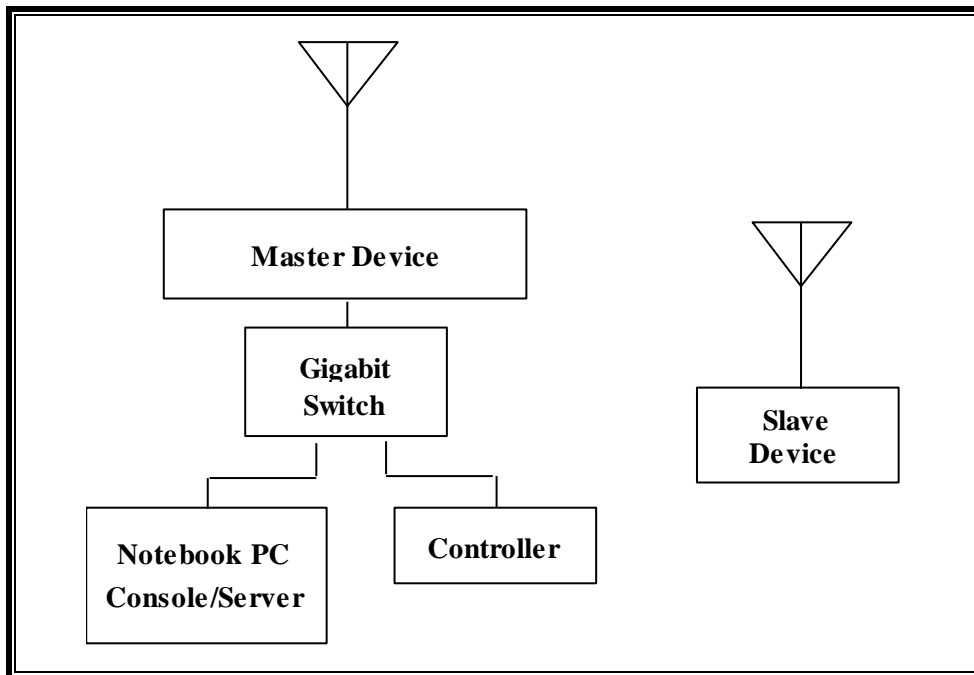 Master Device
Gigabit
Switch
Slave
Device
Notebook PC
Console/Server
Controller